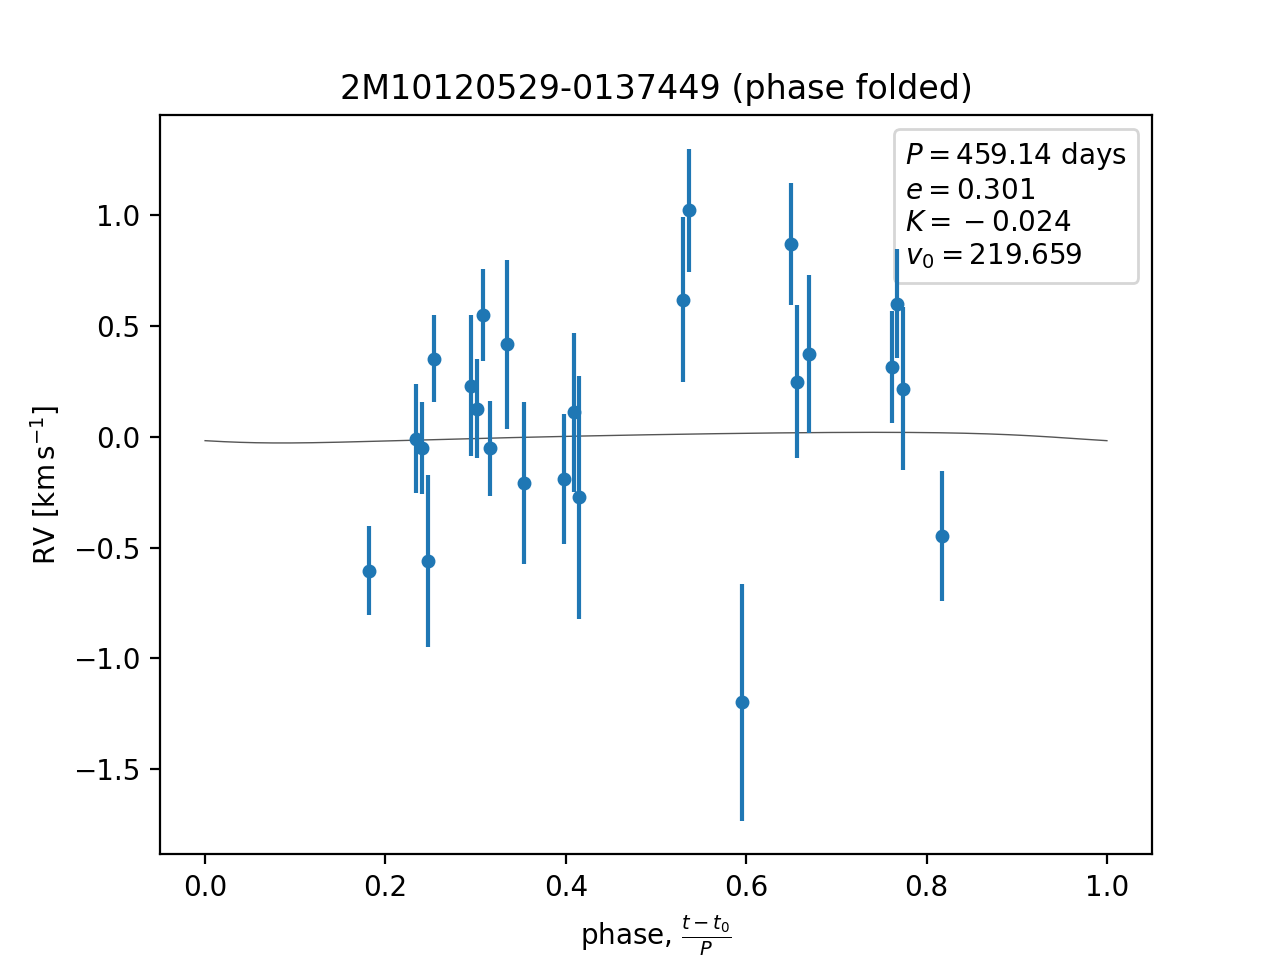 2M10120529-0137449 (phase folded)
P = 459.14 days
e = 0.301
K = −0.024
v₀ = 219.659
1.0
0.5
0.0
−0.5
−1.0
−1.5
RV [km s⁻¹]
0.0 0.2 0.4 0.6 0.8 1.0
phase, (t − t₀)/P